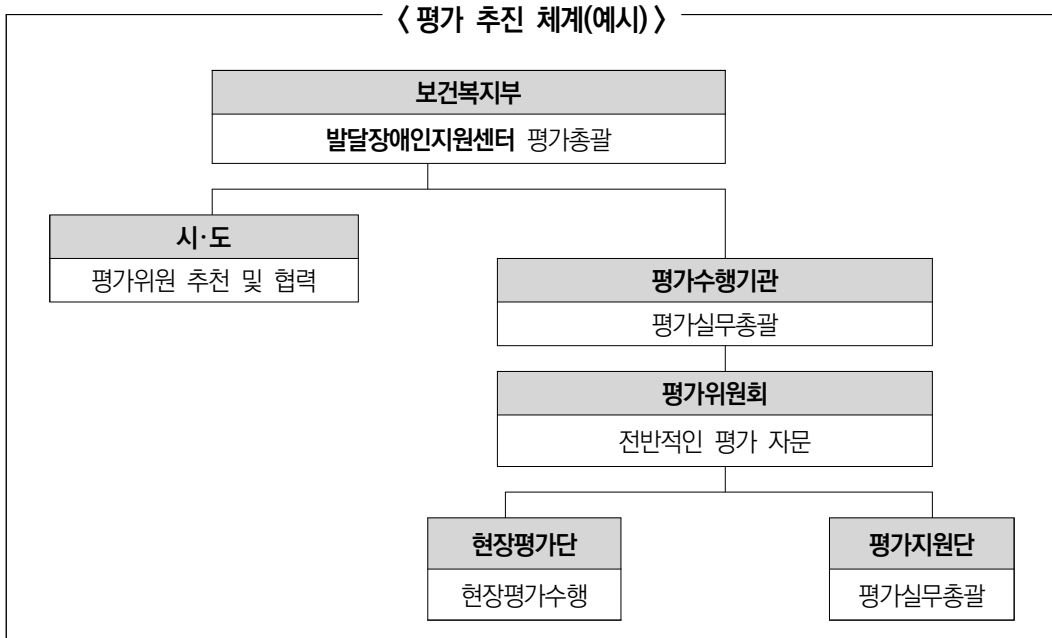 〈 평가 추진 체계(예시) 〉
보건복지부
발달장애인지원센터 평가총괄
시·도
평가위원 추천 및 협력
평가수행기관
평가실무총괄
평가위원회
전반적인 평가 자문
현장평가단
현장평가수행
평가지원단
평가실무총괄